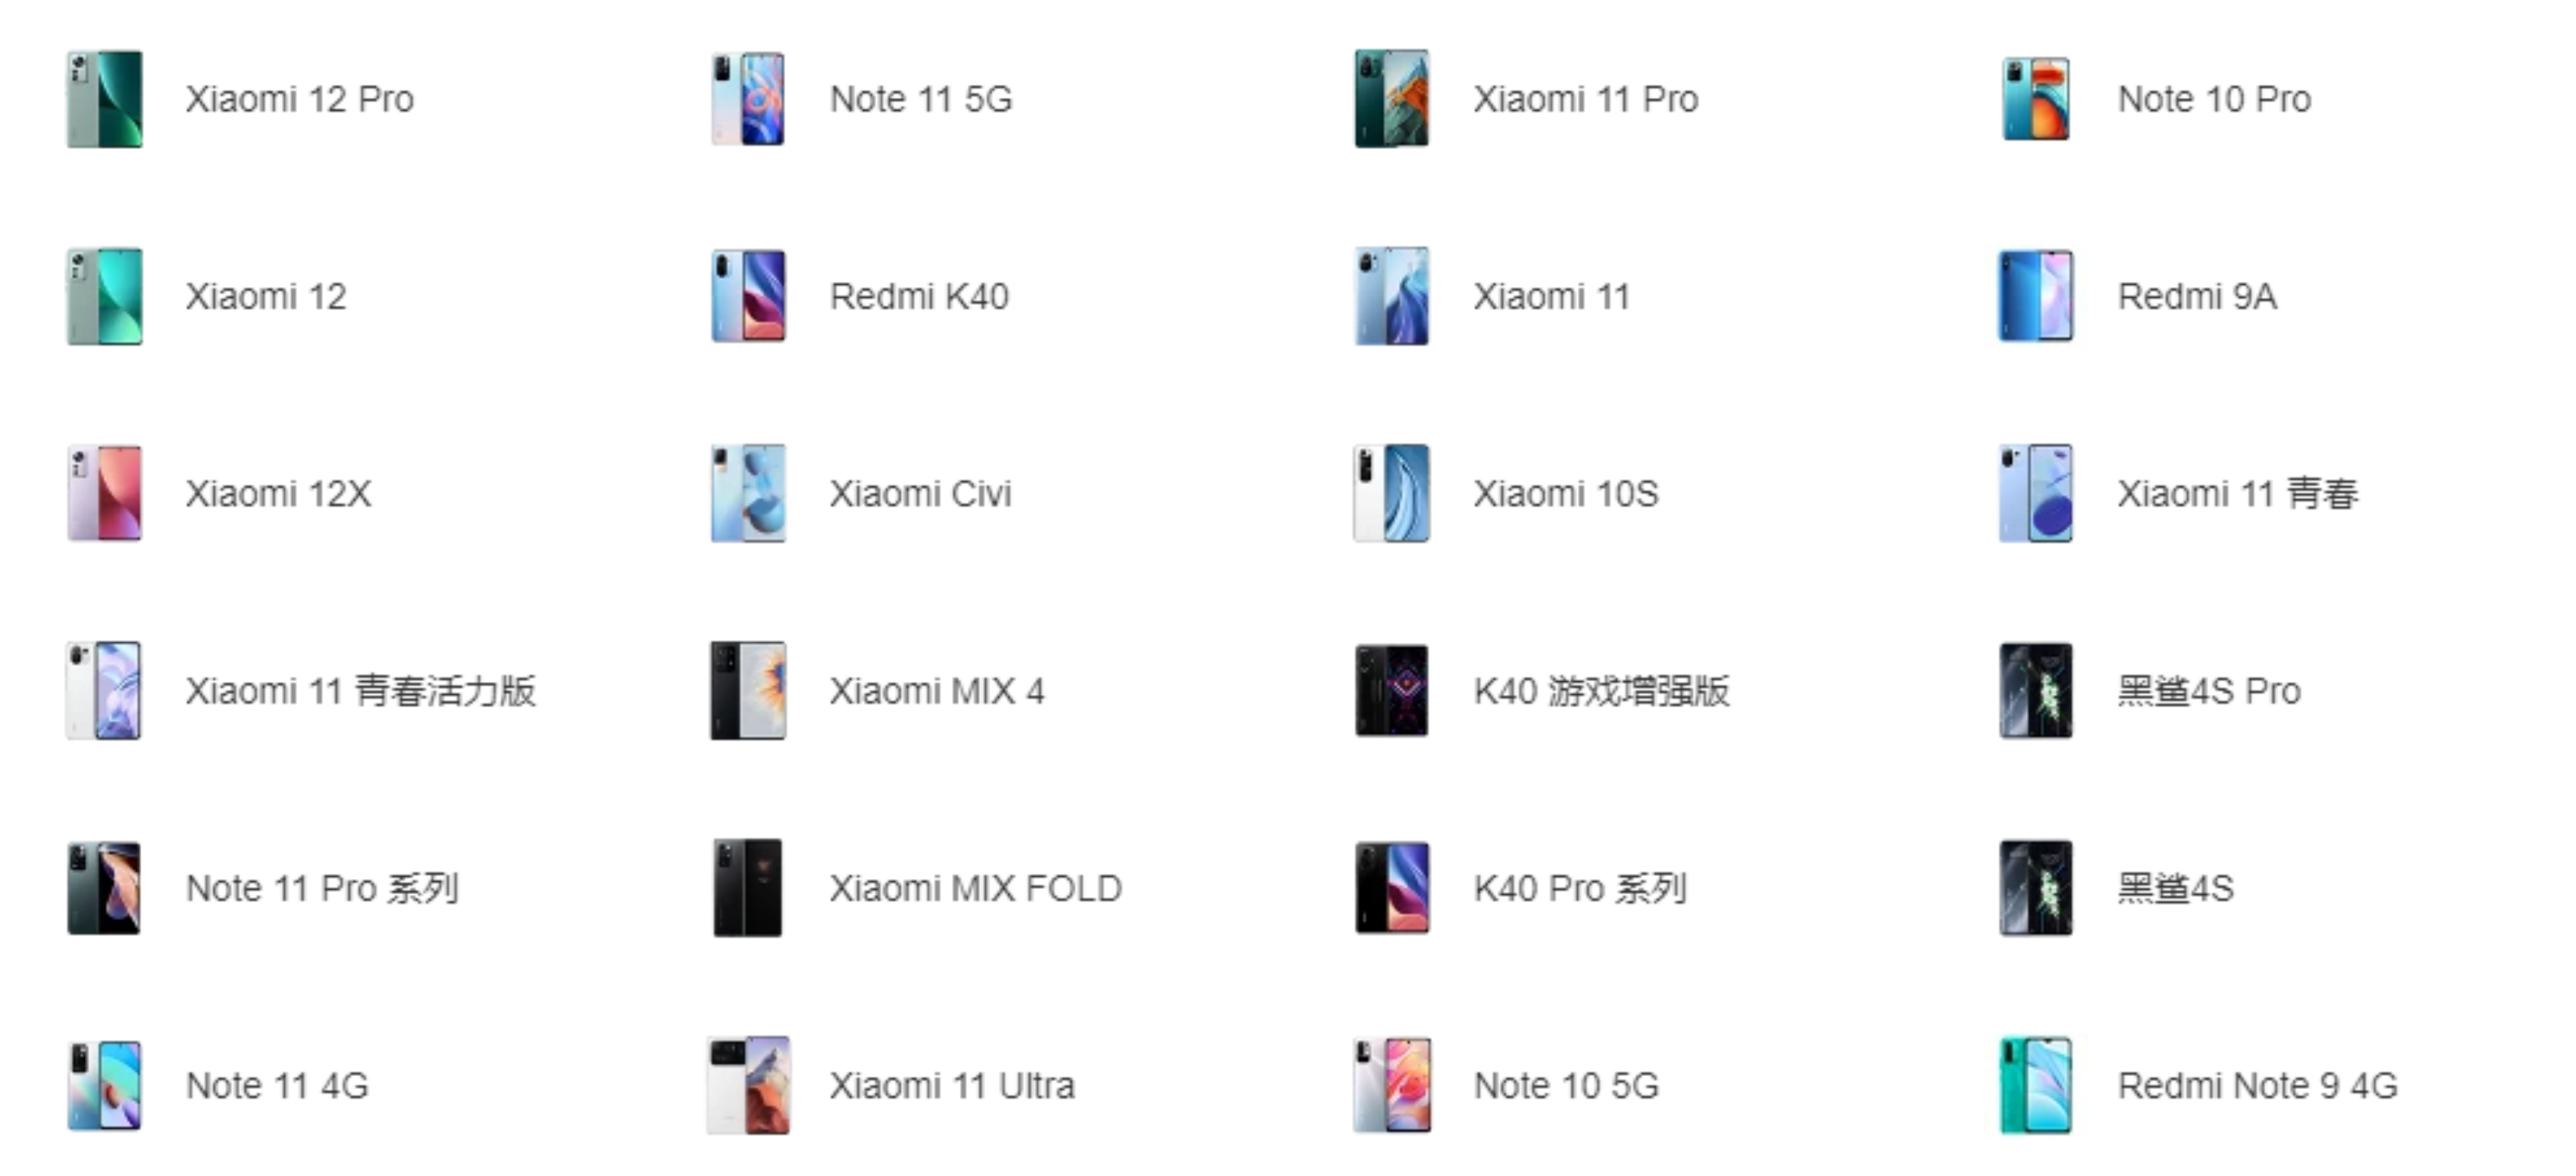 Xiaomi 12 Pro
Note 11 5G
Xiaomi 11 Pro
Note 10 Pro
Xiaomi 12
Redmi K40
Xiaomi 11
Redmi 9A
Xiaomi 12X
Xiaomi Civi
Xiaomi 10S
Xiaomi 11 青春
Xiaomi 11 青春活力版
Xiaomi MIX 4
K40 游戏增强版
黑鲨4S Pro
Note 11 Pro 系列
Xiaomi MIX FOLD
K40 Pro 系列
黑鲨4S
Note 11 4G
Xiaomi 11 Ultra
Note 10 5G
Redmi Note 9 4G